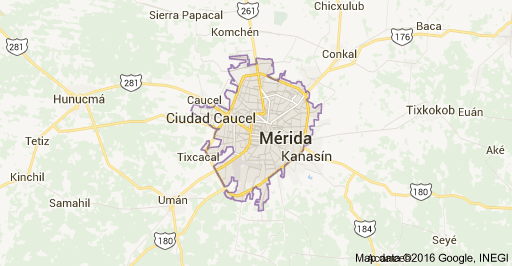 Chicxulub
Sierra Papacal
261
Baca
Komchén
176
281
Conkal
281
Hunucmá
Caucel
Tixkokob
Euán
Ciudad Caucel
Mérida
Tetiz
Aké
Tixcacal
Kanasín
Kinchil
180
Umán
Samahil
184
180
Seyé
Map data ©2016 Google, INEGI